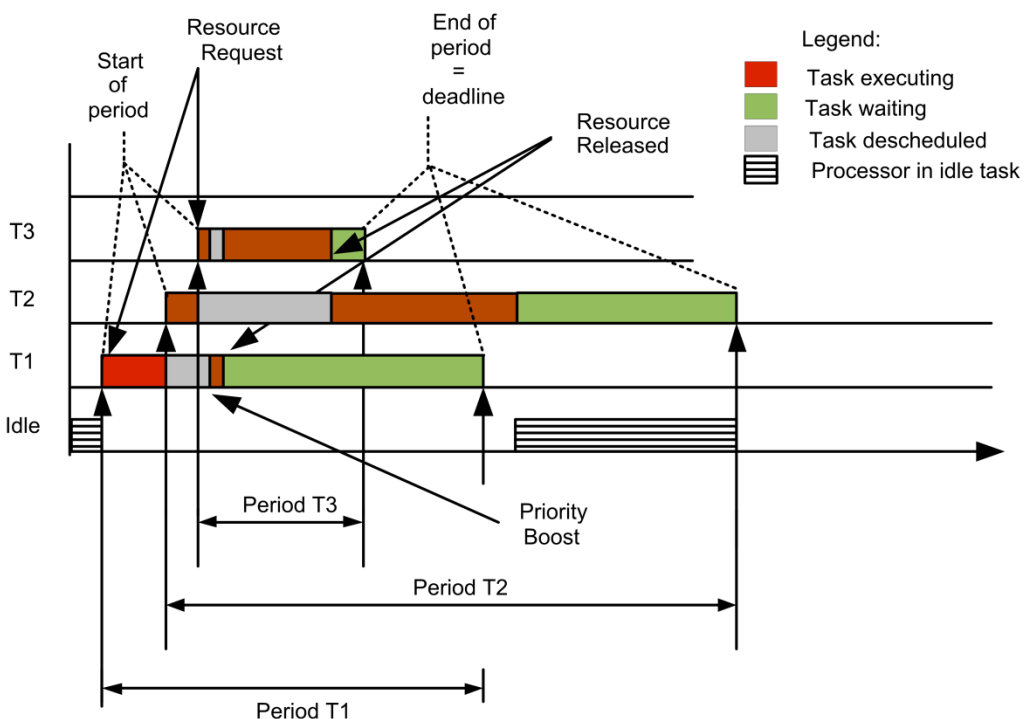 Resource
Request
Start
of
period
End of
period
=
deadline
Resource
Released
Legend:
Task executing
Task waiting
Task descheduled
Processor in idle task
T3
T2
T1
Idle
Period T3
Priority
Boost
Period T2
Period T1